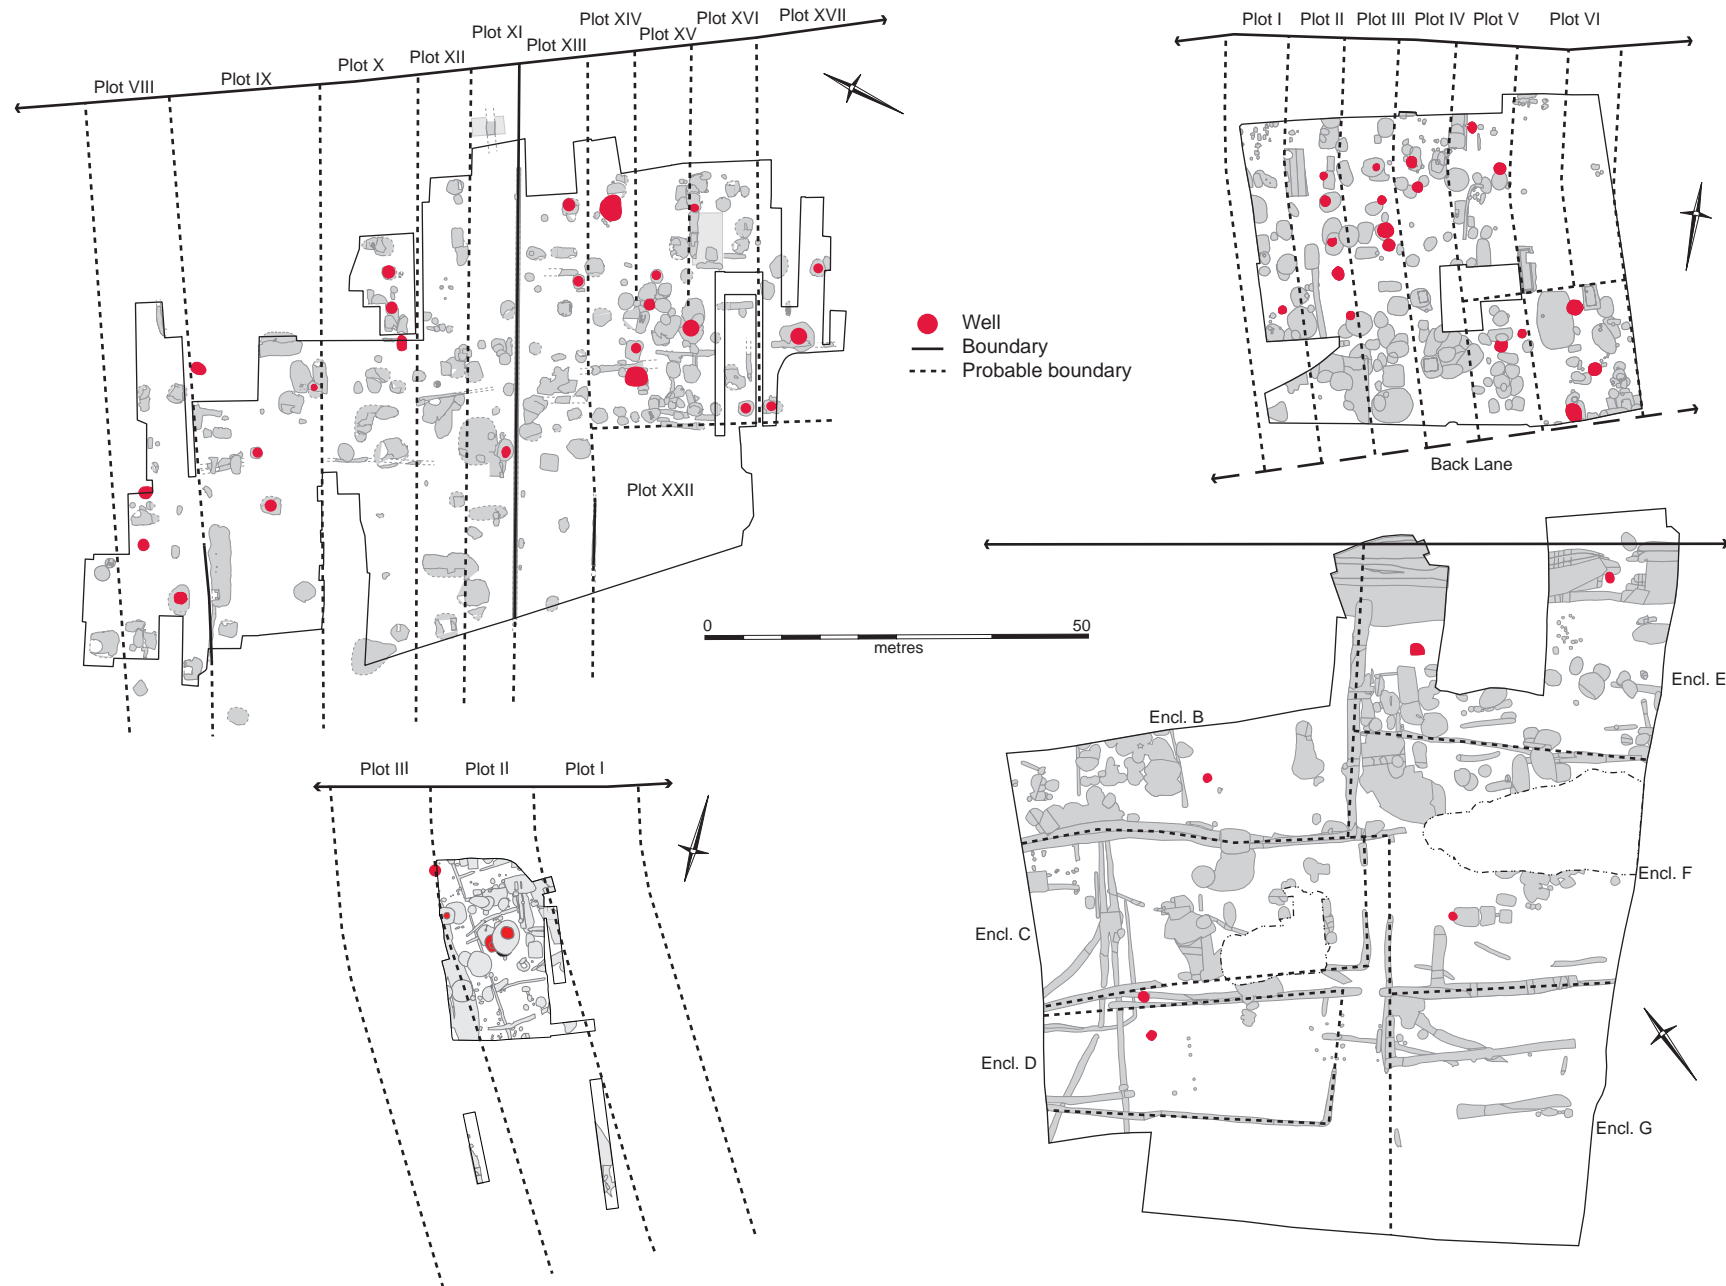 Plot VIII
Plot IX
Plot X
Plot XII
Plot XI
Plot XIII
Plot XIV
Plot XV
Plot XVI
Plot XVII
Plot XXII
Plot I
Plot II
Plot III
Plot IV
Plot V
Plot VI
Back Lane
Well
Boundary
Probable boundary
0
50
metres
Plot III
Plot II
Plot I
Encl. B
Encl. E
Encl. F
Encl. C
Encl. D
Encl. G